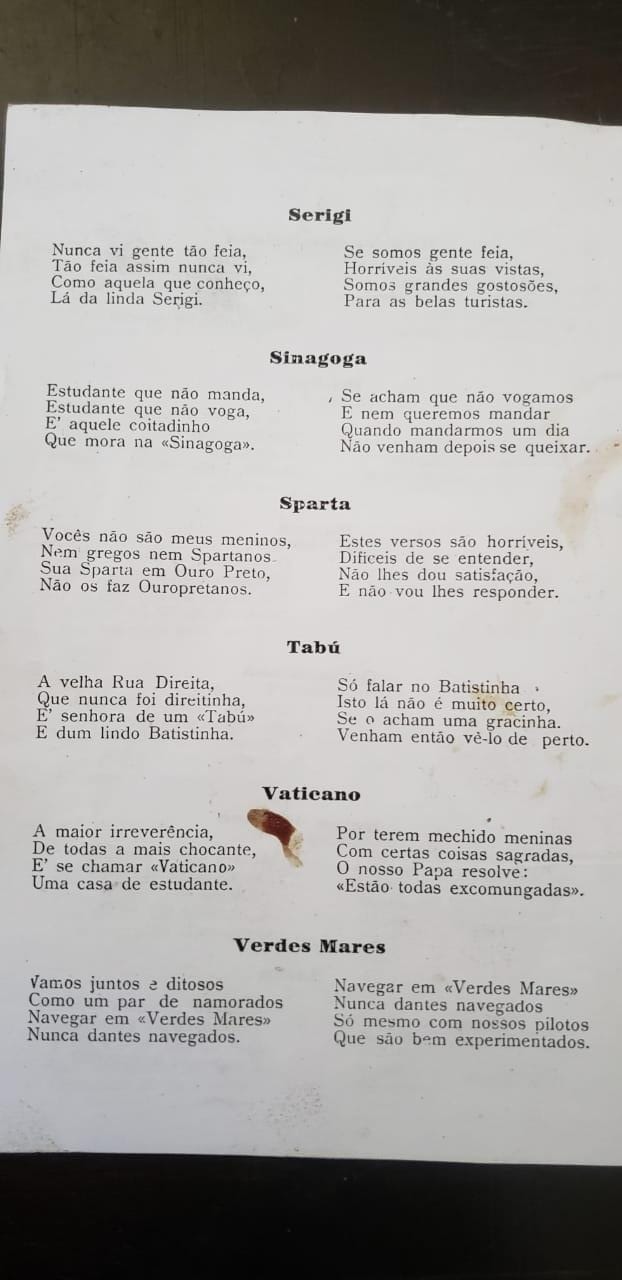 Serigi
Nunca vi gente tão feia,
Tão feia assim nunca vi,
Como aquela que conheço,
Lá da linda Serigi.
Se somos gente feia,
Horríveis às suas vistas,
Somos grandes gostosões,
Para as belas turistas.
Sinagoga
Estudante que não manda,
Estudante que não voga,
E' aquele coitadinho
Que mora na «Sinagoga».
Se acham que não vogamos
E nem queremos mandar
Quando mandarmos um dia
Não venham depois se queixar.
Sparta
Vocês não são meus meninos,
Nem gregos nem Spartanos.
Sua Sparta em Ouro Preto,
Não os faz Ouropretanos.
Estes versos são horríveis,
Dificeis de se entender,
Não lhes dou satisfação,
E não vou lhes responder.
Tabú
A velha Rua Direita,
Que nunca foi direitinha,
E' senhora de um «Tabú»
E dum lindo Batistinha.
Só falar no Batistinha
Isto lá não é muito certo,
Se o acham uma gracinha.
Venham então vê-lo de perto.
Vaticano
A maior irreverência,
De todas a mais chocante,
E' se chamar «Vaticano»
Uma casa de estudante.
Por terem mechido meninas
Com certas coisas sagradas,
O nosso Papa resolve:
«Estão todas excomungadas».
Verdes Mares
Vamos juntos e ditosos
Como um par de namorados
Navegar em «Verdes Mares»
Nunca dantes navegados.
Navegar em «Verdes Mares»
Nunca dantes navegados
Só mesmo com nossos pilotos
Que são bem experimentados.